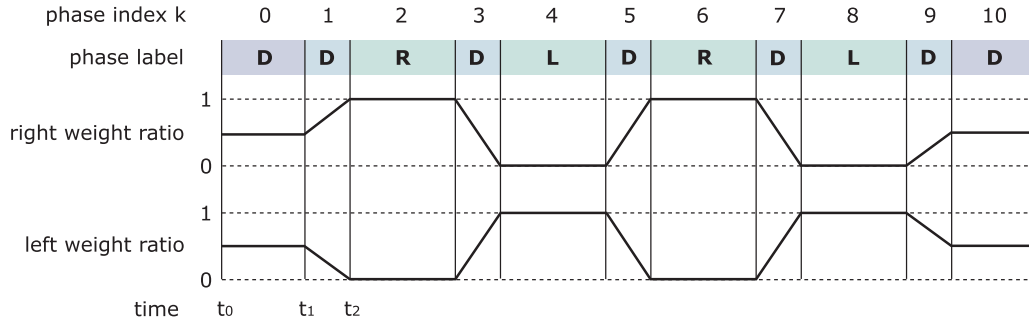 phase index k 0 1 2 3 4 5 6 7 8 9 10
phase label D D R D L D R D L D D
1
right weight ratio
0
1
left weight ratio
0
time t0 t1 t2